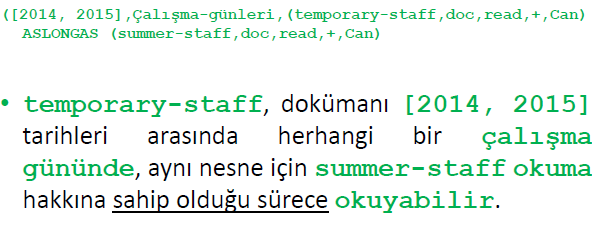 ([2014, 2015],Çalışma-günleri,(temporary-staff,doc,read,+,Can)
ASLONGAS (summer-staff,doc,read,+,Can)
• temporary-staff, dokümanı [2014, 2015]
tarihleri arasında herhangi bir çalışma
gününde, aynı nesne için summer-staff okuma
hakkına sahip olduğu sürece okuyabilir.